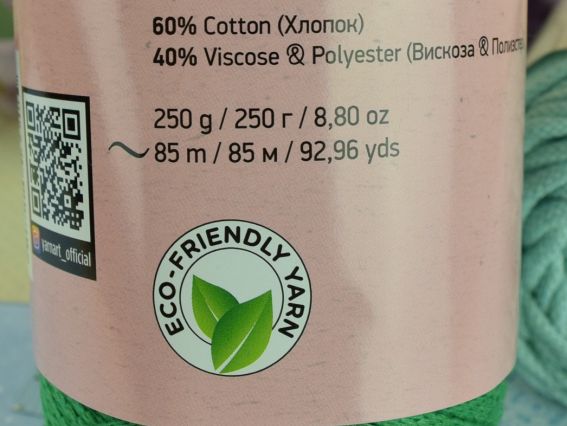 60% Cotton (Хлопок)
40% Viscose & Polyester (Вискоза & Полиэстер
250 g / 250 г / 8,80 oz
~ 85 m / 85 м / 92,96 yds
yarnart_official
ECO-FRIENDLY YARN